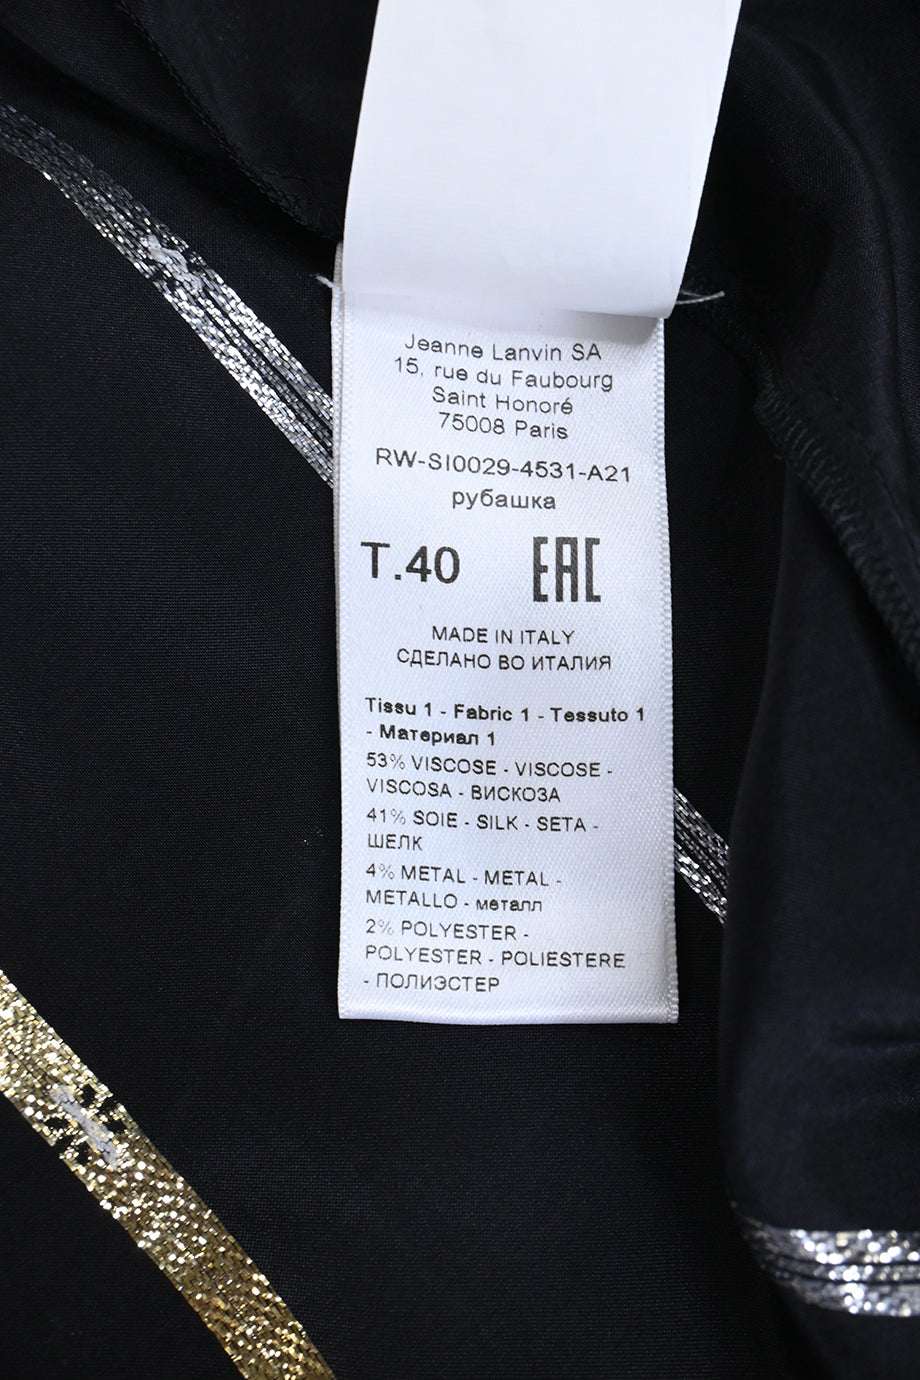 Jeanne Lanvin SA
15, rue du Faubourg
Saint Honoré
75008 Paris
RW-SI0029-4531-A21
рубашка
T.40 EAC
MADE IN ITALY
СДЕЛАНО ВО ИТАЛИЯ
Tissu 1 - Fabric 1 - Tessuto 1
- Материал 1
53% VISCOSE - VISCOSE -
VISCOSA - ВИСКОЗА
41% SOIE - SILK - SETA -
ШЕЛК
4% METAL - METAL -
METALLO - металл
2% POLYESTER -
POLYESTER - POLIESTERE
- ПОЛИЭСТЕР